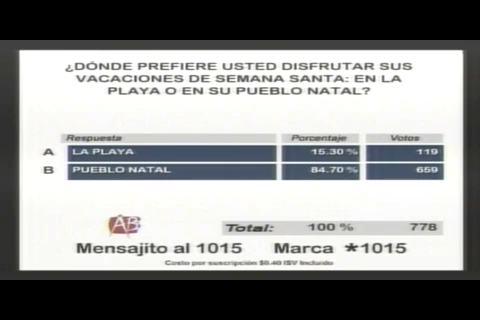 ¿DÓNDE PREFIERE USTED DISFRUTAR SUS
VACACIONES DE SEMANA SANTA: EN LA
PLAYA O EN SU PUEBLO NATAL?
Respuesta Porcentaje Votos
A LA PLAYA 15.30 % 119
B PUEBLO NATAL 84.70 % 659
AB Total: 100 % 778
Mensajito al 1015 Marca *1015
Costo por suscripción $0.40 ISV Incluido